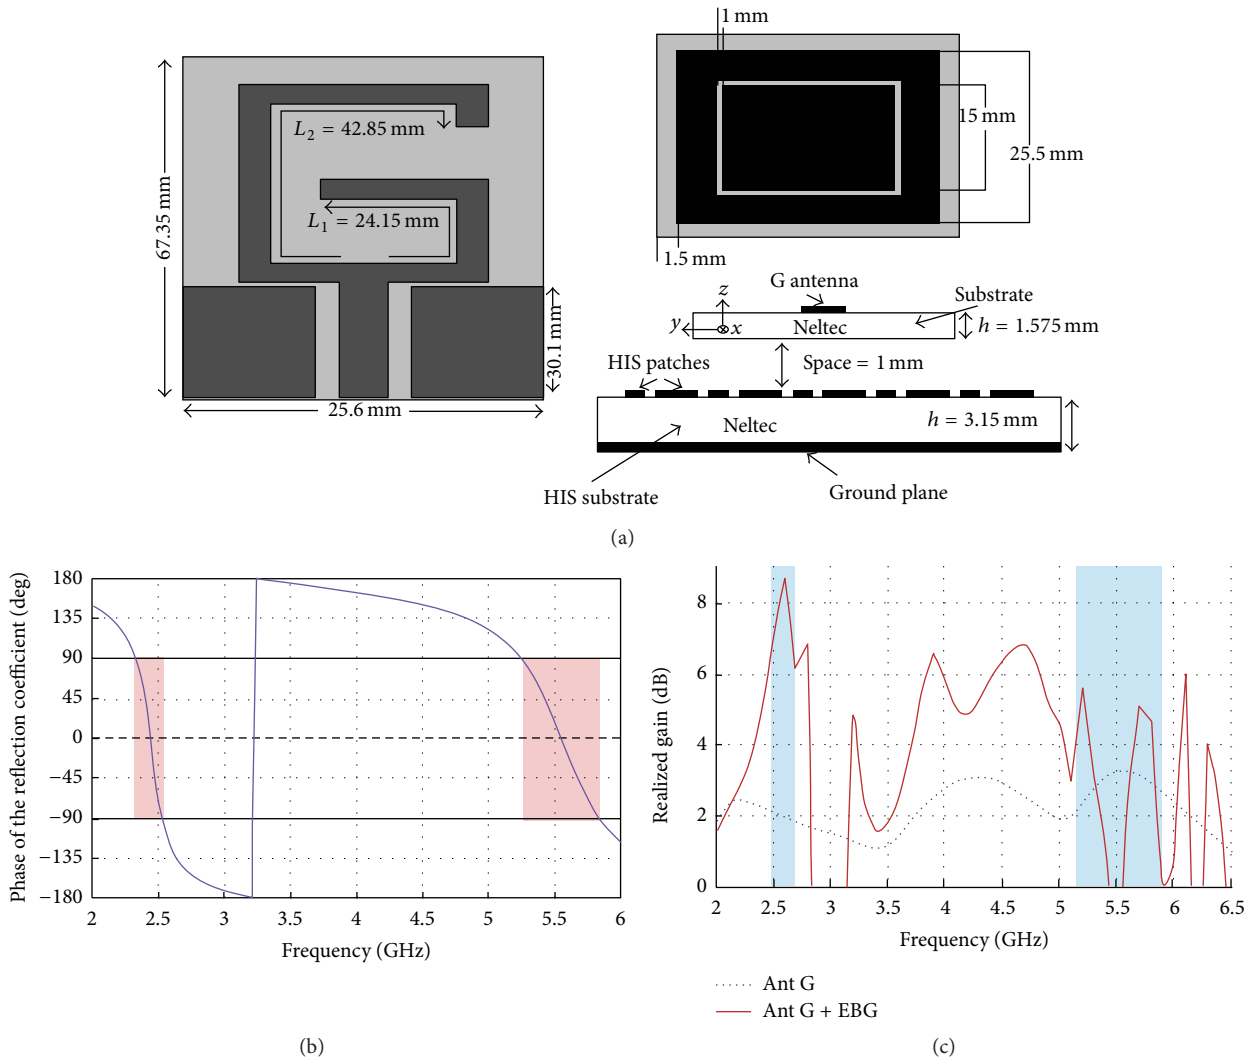 L₂ = 42.85 mm
L₁ = 24.15 mm
67.35 mm
30.1 mm
25.6 mm
1 mm
15 mm
25.5 mm
1.5 mm
G antenna
Substrate
z
y
x
Neltec
h = 1.575 mm
HIS patches
Space = 1 mm
Neltec
h = 3.15 mm
HIS substrate
Ground plane
(a)
Phase of the reflection coefficient (deg)
180
135
90
45
0
−45
−90
−135
−180
2 2.5 3 3.5 4 4.5 5 5.5 6
Frequency (GHz)
(b)
Realized gain (dB)
8
6
4
2
0
2 2.5 3 3.5 4 4.5 5 5.5 6 6.5
Frequency (GHz)
Ant G
Ant G + EBG
(c)